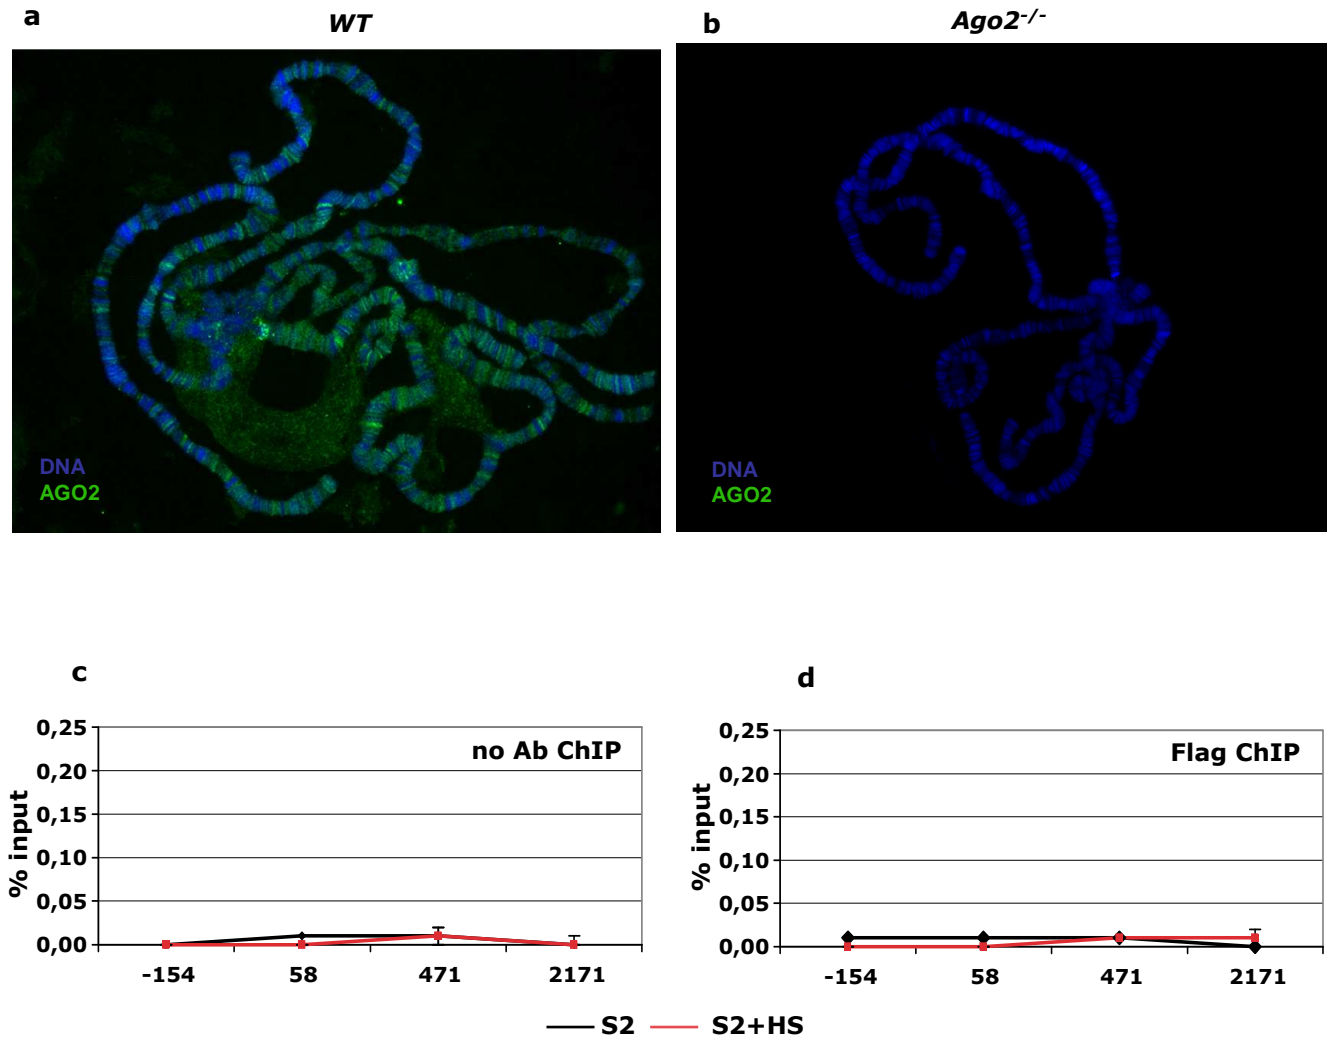 a
WT
b
Ago2-/-
DNA
AGO2
DNA
AGO2
c
d
no Ab ChIP
% input
0,25
0,20
0,15
0,10
0,05
0,00
-154 58 471 2171
Flag ChIP
% input
0,25
0,20
0,15
0,10
0,05
0,00
-154 58 471 2171
S2 S2+HS